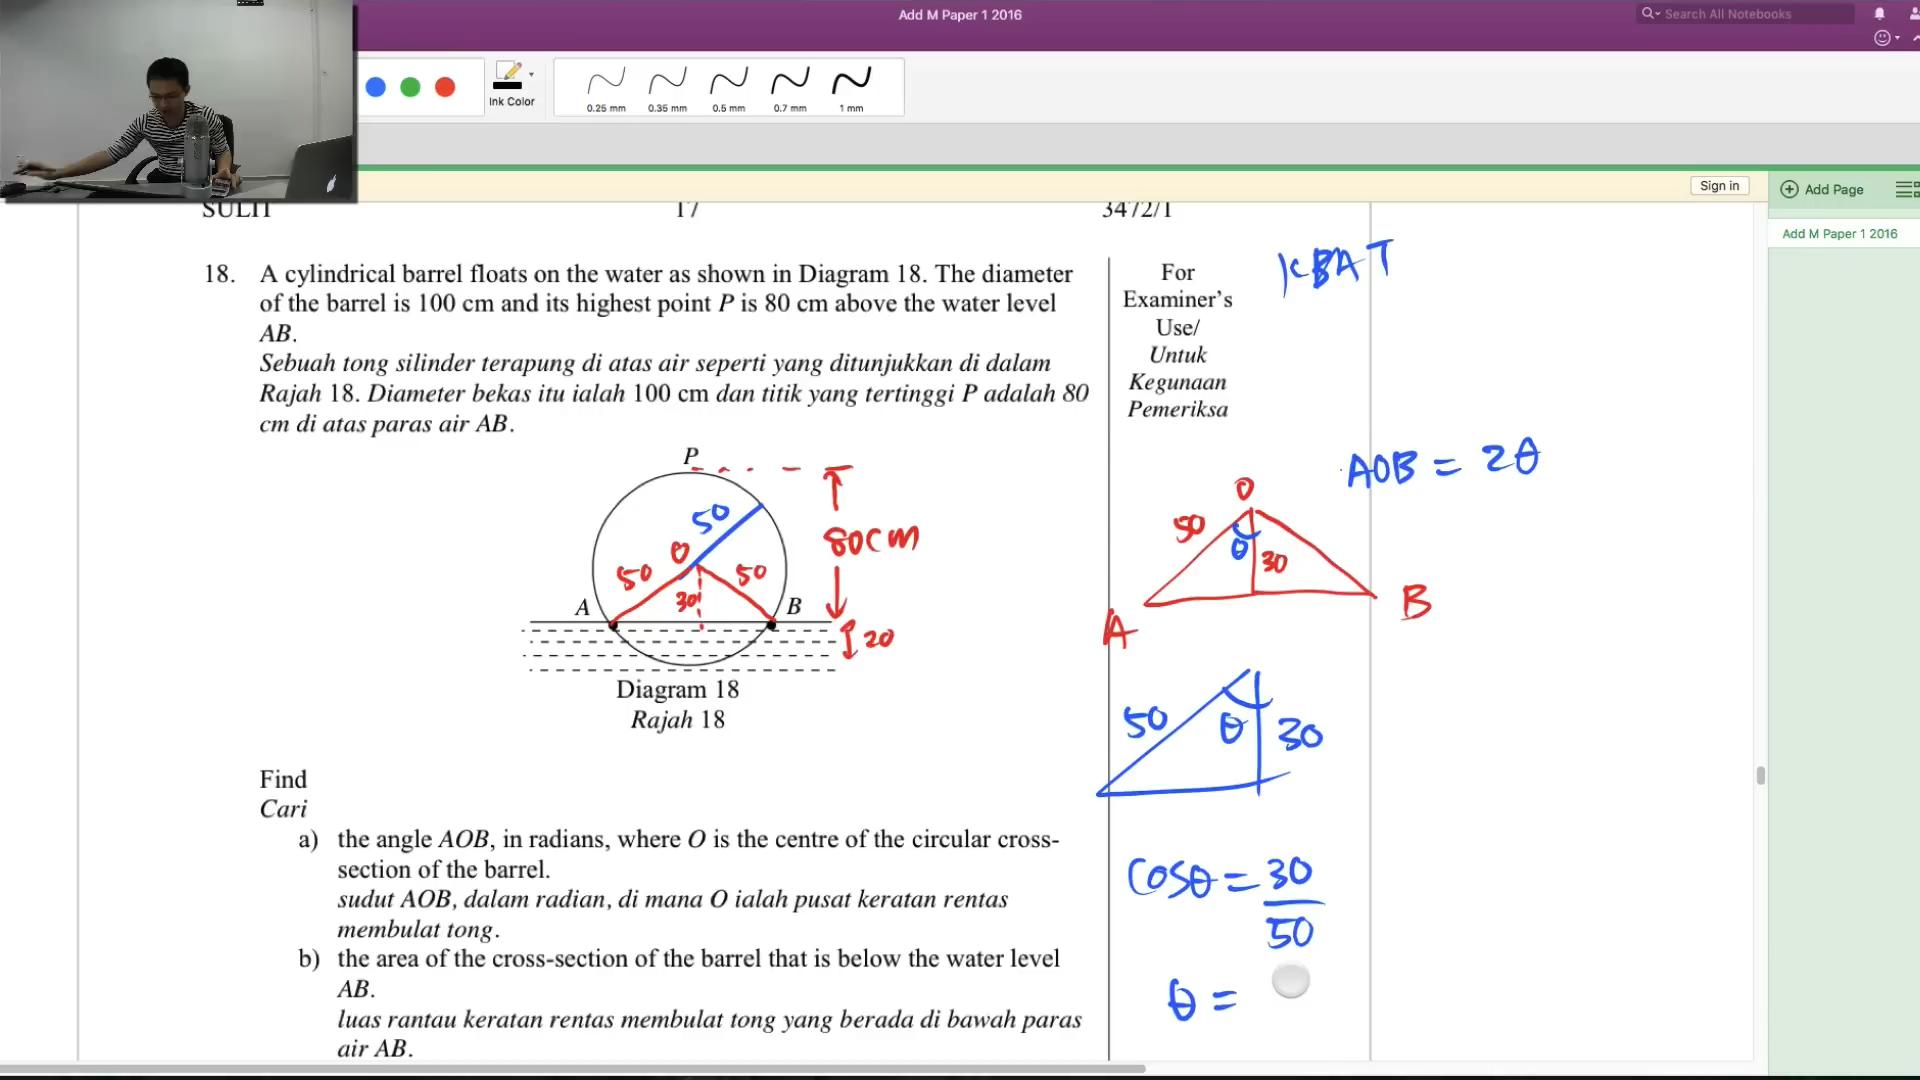 Add M Paper 1 2016
Search All Notebooks
Ink Color
0.25 mm
0.35 mm
0.5 mm
0.7 mm
1 mm
Sign in
Add Page
Add M Paper 1 2016
SULIT
17
3472/1
18. A cylindrical barrel floats on the water as shown in Diagram 18. The diameter
of the barrel is 100 cm and its highest point P is 80 cm above the water level
AB.
Sebuah tong silinder terapung di atas air seperti yang ditunjukkan di dalam
Rajah 18. Diameter bekas itu ialah 100 cm dan titik yang tertinggi P adalah 80
cm di atas paras air AB.
For
Examiner's
Use/
Untuk
Kegunaan
Pemeriksa
KBAT
P
50
O
50
50
30
A
B
80cm
20
Diagram 18
Rajah 18
AOB = 2θ
O
50
θ
30
A
B
50
θ
30
Find
Cari
a) the angle AOB, in radians, where O is the centre of the circular cross-
section of the barrel.
sudut AOB, dalam radian, di mana O ialah pusat keratan rentas
membulat tong.
b) the area of the cross-section of the barrel that is below the water level
AB.
luas rantau keratan rentas membulat tong yang berada di bawah paras
air AB.
cosθ = 30
50
θ =